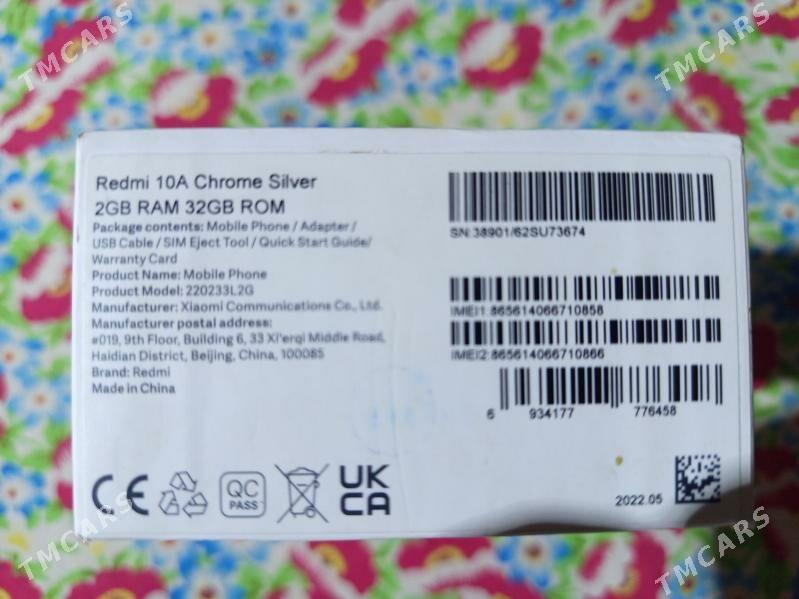 TMCARS
TMCARS
Redmi 10A Chrome Silver
2GB RAM 32GB ROM
Package contents: Mobile Phone / Adapter /
USB Cable / SIM Eject Tool / Quick Start Guide/
Warranty Card
Product Name: Mobile Phone
Product Model: 220233L2G
Manufacturer: Xiaomi Communications Co., Ltd.
Manufacturer postal address:
#019, 9th Floor, Building 6, 33 Xi'erqi Middle Road,
Haidian District, Beijing, China, 100085
Brand: Redmi
Made in China
SN:38901/62SU73674
IMEI1:865614066710858
IMEI2:865614066710866
6 934177 776458
CE
QC
PASS
UK
CA
2022.05
TMCARS
TMCARS